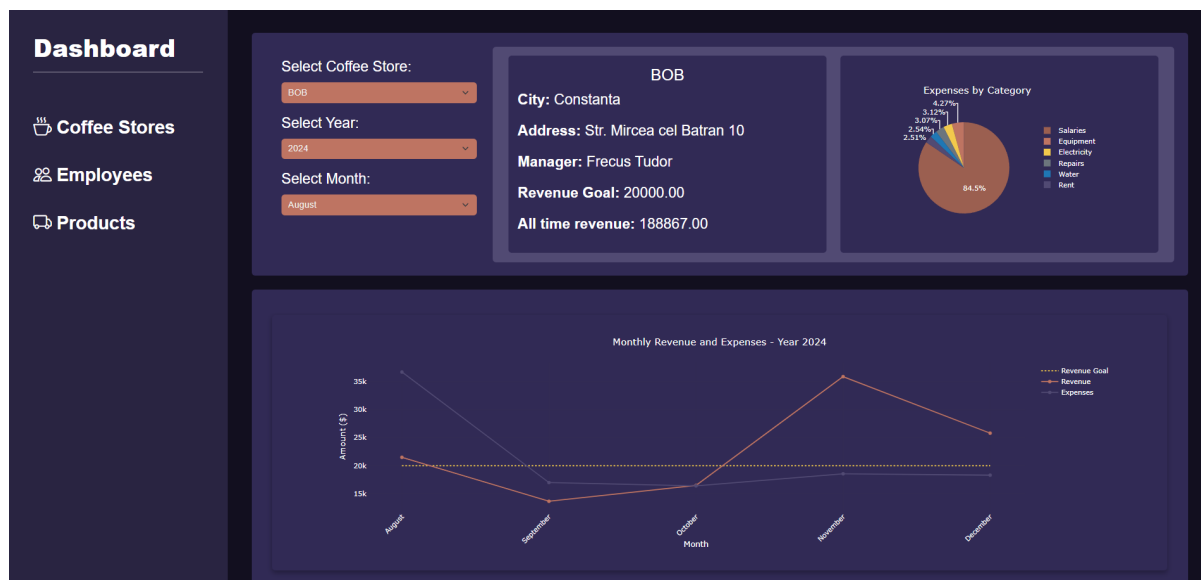 Dashboard
Coffee Stores
Employees
Products
Select Coffee Store:
BOB
Select Year:
2024
Select Month:
August
BOB
City: Constanta
Address: Str. Mircea cel Batran 10
Manager: Frecus Tudor
Revenue Goal: 20000.00
All time revenue: 188867.00
Expenses by Category
4.27%
3.12%
3.07%
2.54%
2.51%
84.5%
Salaries
Equipment
Electricity
Repairs
Water
Rent
Monthly Revenue and Expenses - Year 2024
Revenue Goal
Revenue
Expenses
Amount ($)
35k
30k
25k
20k
15k
August
September
October
November
December
Month